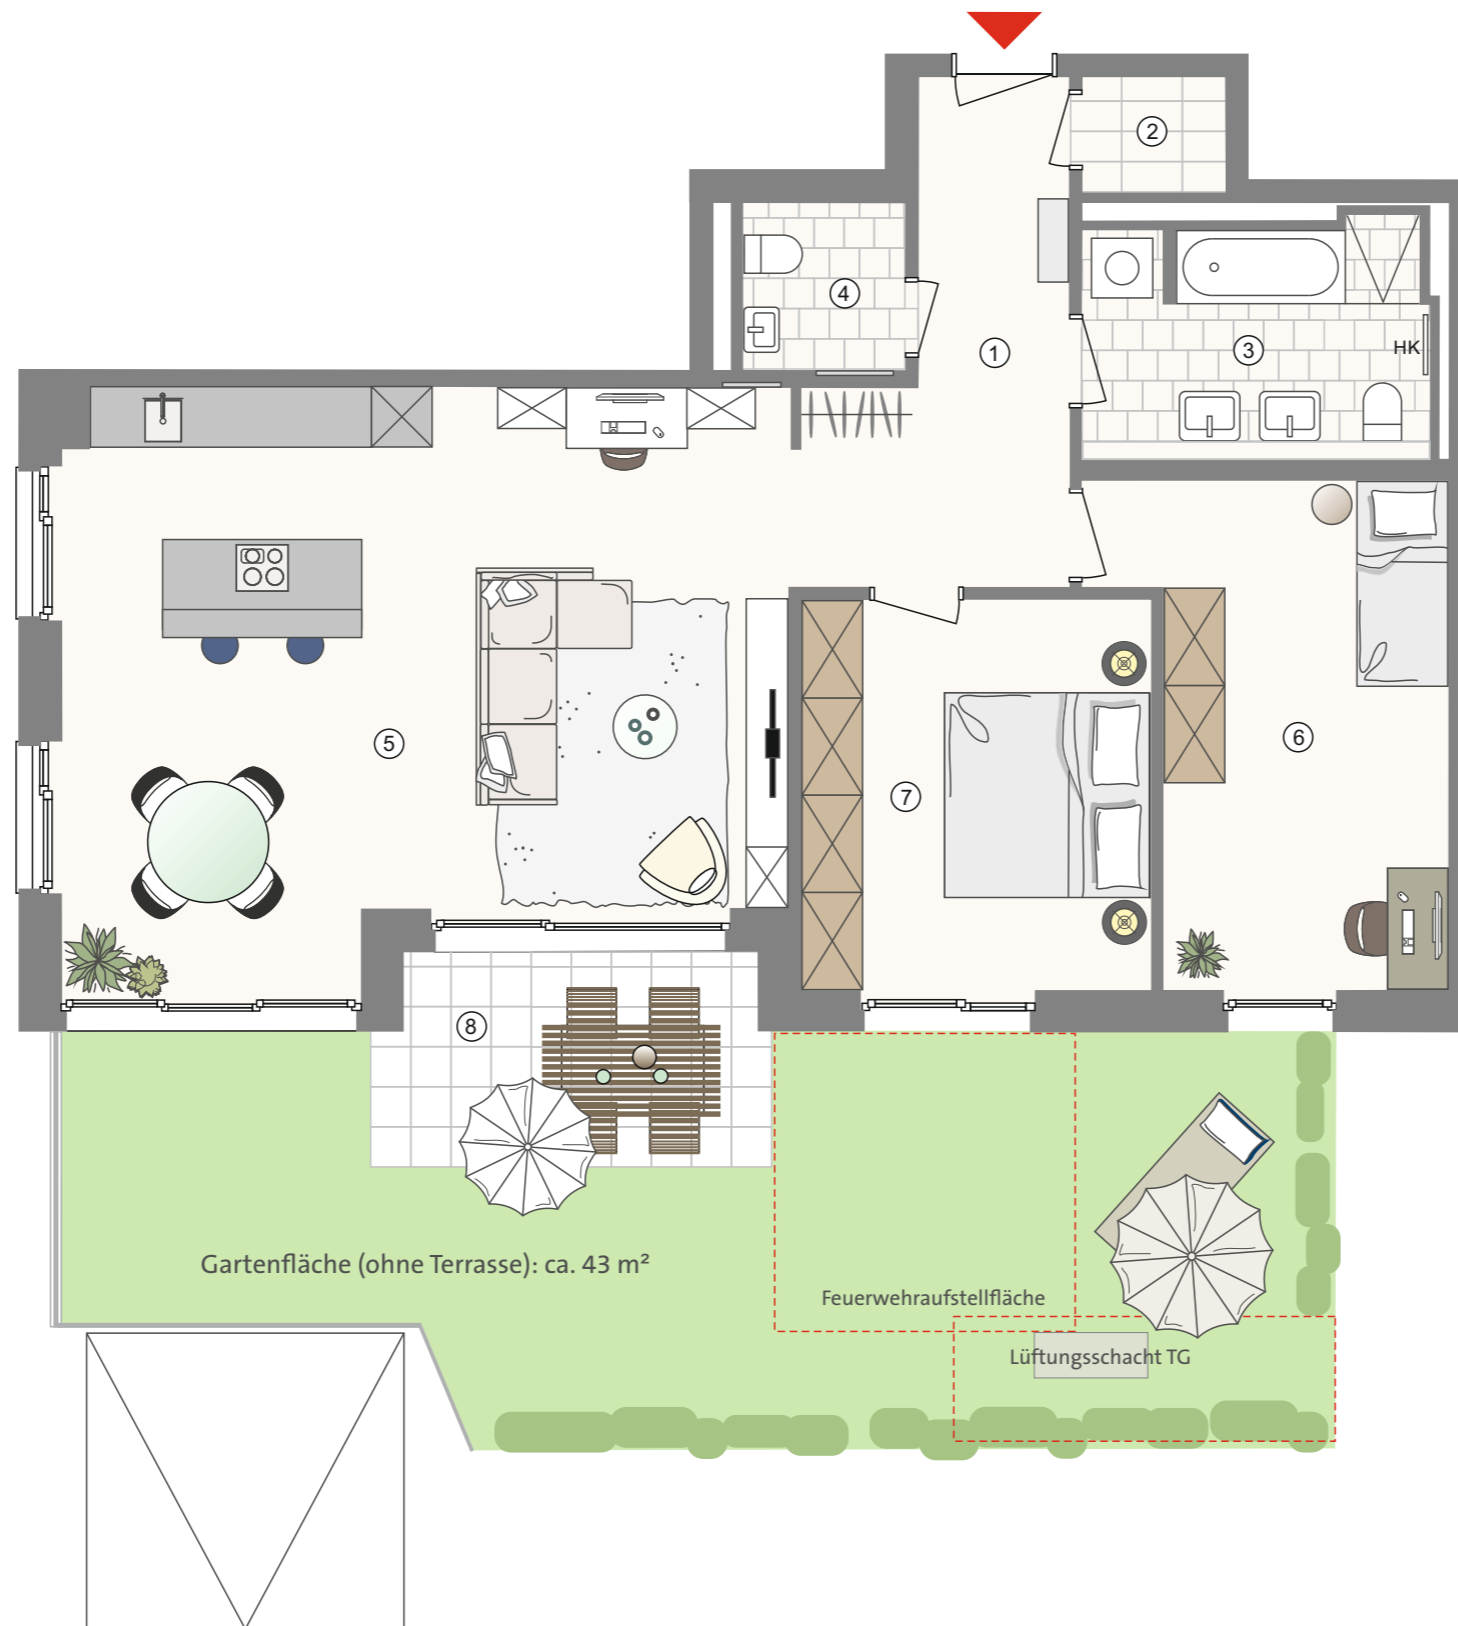 2
4
1
3
HK
5
6
7
8
Gartenfläche (ohne Terrasse): ca. 43 m²
Feuerwehraufstellfläche
Lüftungsschacht TG